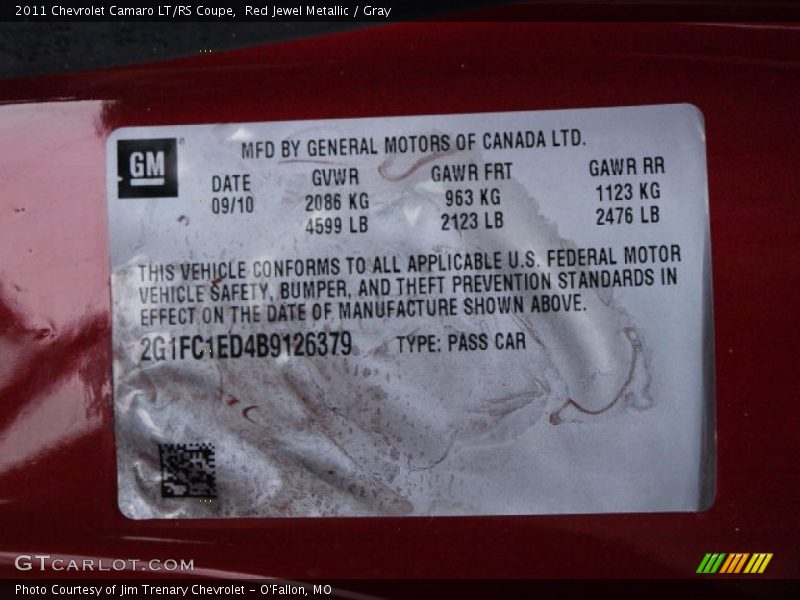 2011 Chevrolet Camaro LT/RS Coupe, Red Jewel Metallic / Gray
GM
MFD BY GENERAL MOTORS OF CANADA LTD.
DATE GVWR GAWR FRT GAWR RR
09/10 2086 KG 963 KG 1123 KG
4599 LB 2123 LB 2476 LB
THIS VEHICLE CONFORMS TO ALL APPLICABLE U.S. FEDERAL MOTOR
VEHICLE SAFETY, BUMPER, AND THEFT PREVENTION STANDARDS IN
EFFECT ON THE DATE OF MANUFACTURE SHOWN ABOVE.
2G1FC1ED4B9126379 TYPE: PASS CAR
GTCARLOT.COM
Photo Courtesy of Jim Trenary Chevrolet - O'Fallon, MO